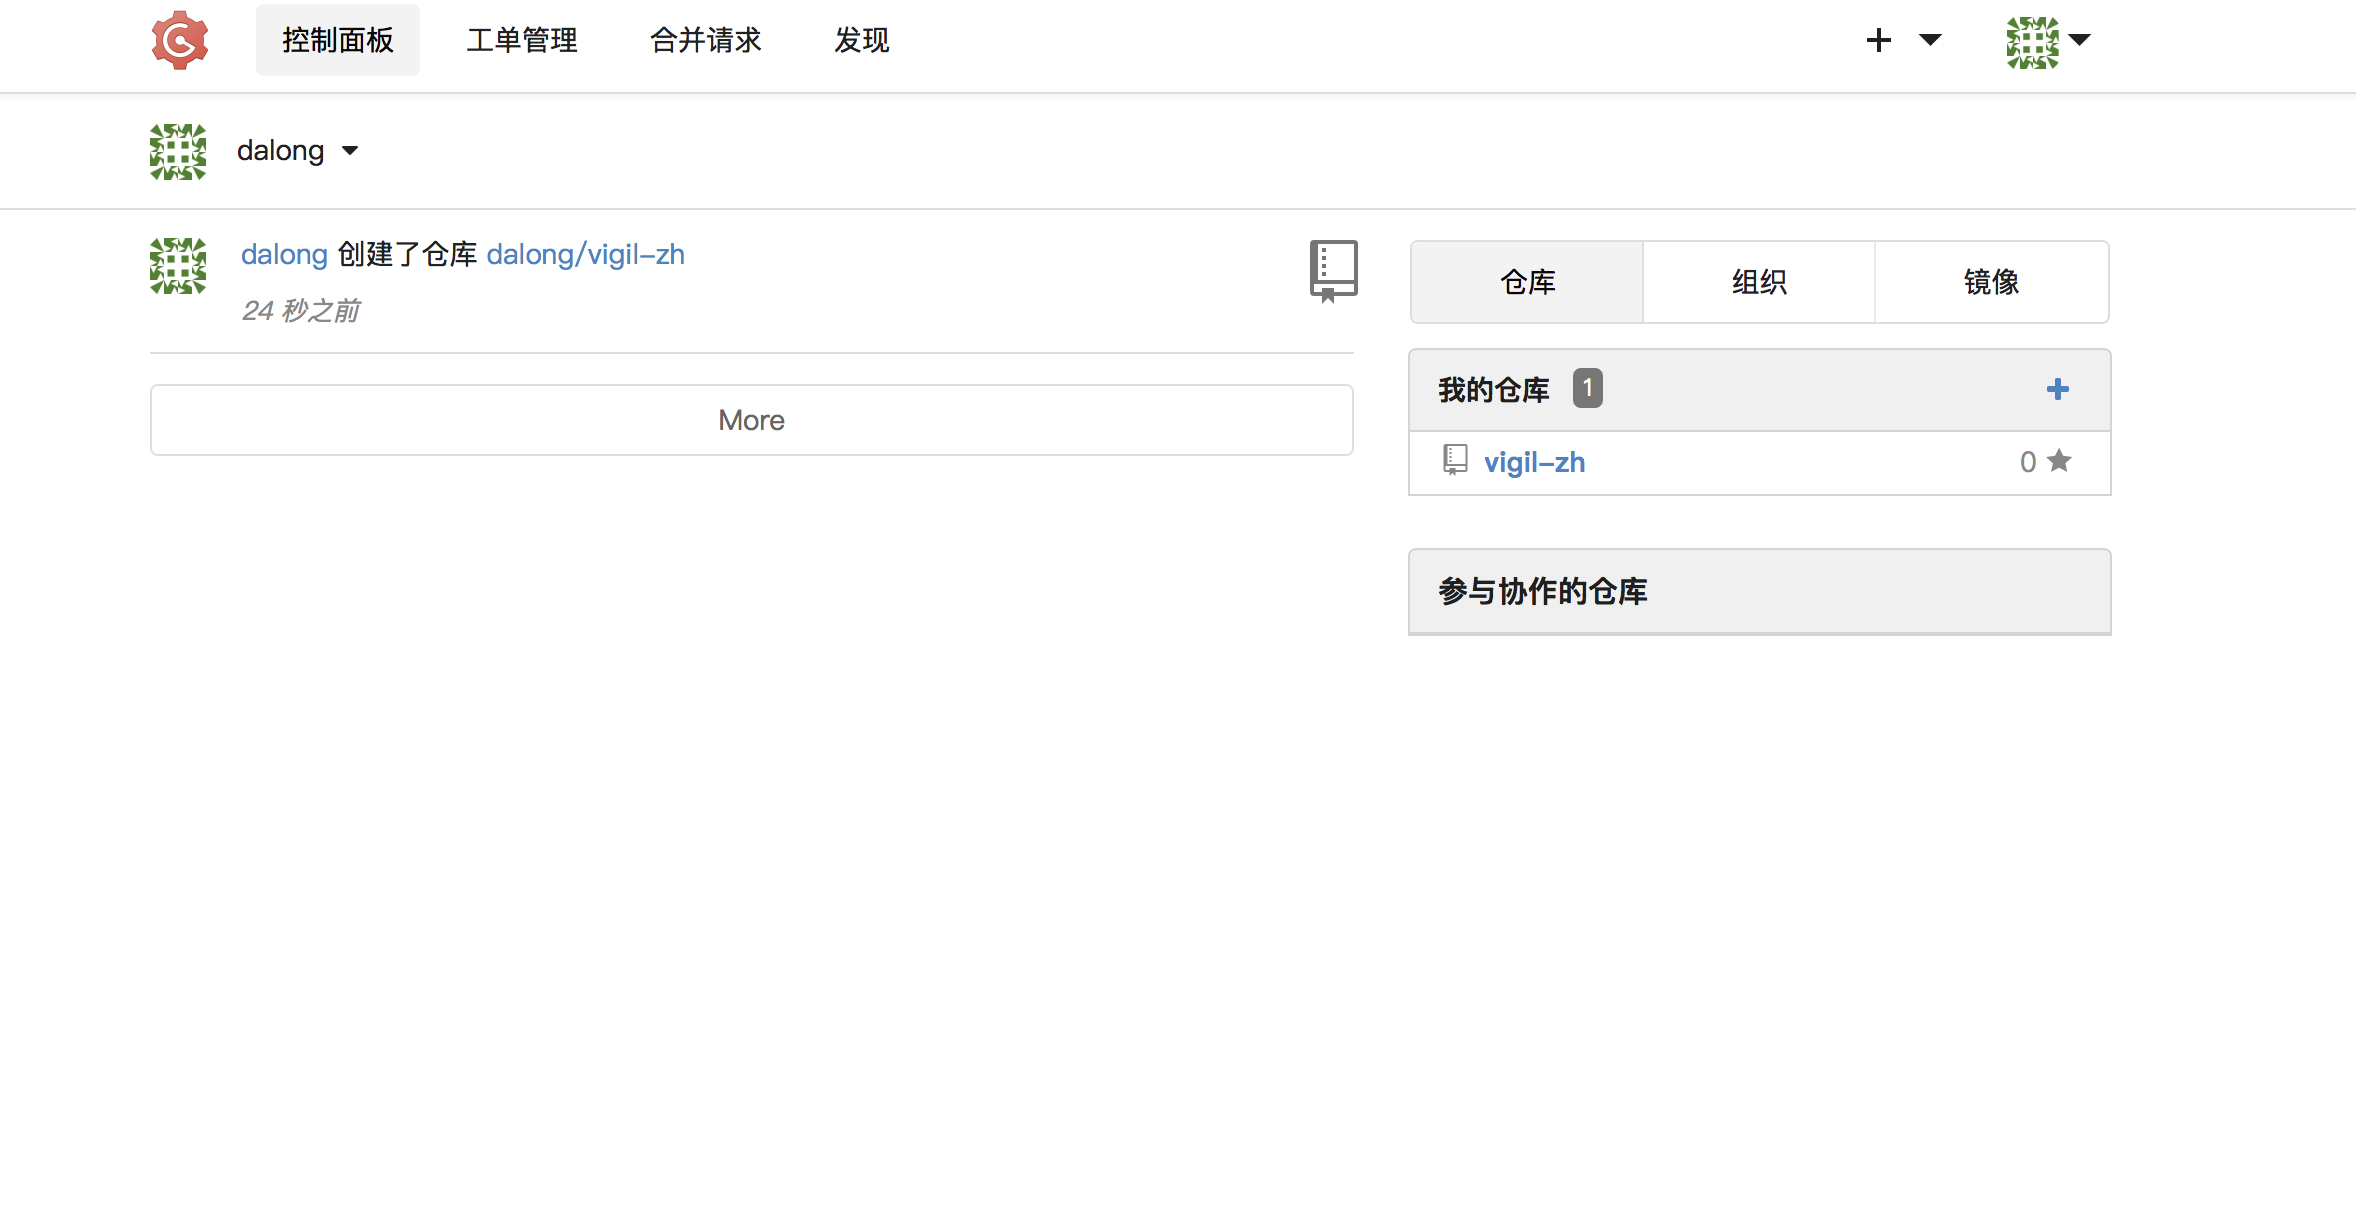 控制面板 工单管理 合并请求 发现
dalong
dalong 创建了仓库 dalong/vigil-zh
24 秒之前
More
仓库 组织 镜像
我的仓库 1
vigil-zh 0
参与协作的仓库